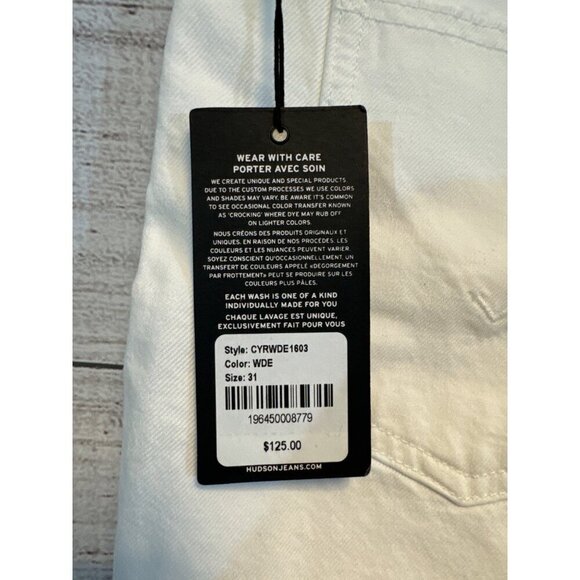 WEAR WITH CARE
PORTER AVEC SOIN
WE CREATE UNIQUE AND SPECIAL PRODUCTS.
DUE TO THE CUSTOM PROCESSES WE USE COLORS
AND SHADES MAY VARY. BE AWARE IT'S COMMON
TO SEE OCCASIONAL COLOR TRANSFER KNOWN
AS 'CROCKING' WHERE DYE MAY RUB OFF
ON LIGHTER COLORS.
NOUS CRÉONS DES PRODUITS ORIGINAUX ET
UNIQUES. EN RAISON DE NOS PROCÉDÉS, LES
COULEURS ET LES NUANCES PEUVENT VARIER.
SOYEZ CONSCIENT QU'OCCASIONNELLEMENT, UN
TRANSFERT DE COULEURS APPELÉ «DÉGORGEMENT
PAR FROTTEMENT» PEUT SE PRODUIRE SUR LES
COULEURS PLUS PÂLES.
EACH WASH IS ONE OF A KIND
INDIVIDUALLY MADE FOR YOU
CHAQUE LAVAGE EST UNIQUE,
EXCLUSIVEMENT FAIT POUR VOUS
Style: CYRWDE1603
Color: WDE
Size: 31
196450008779
$125.00
HUDSONJEANS.COM